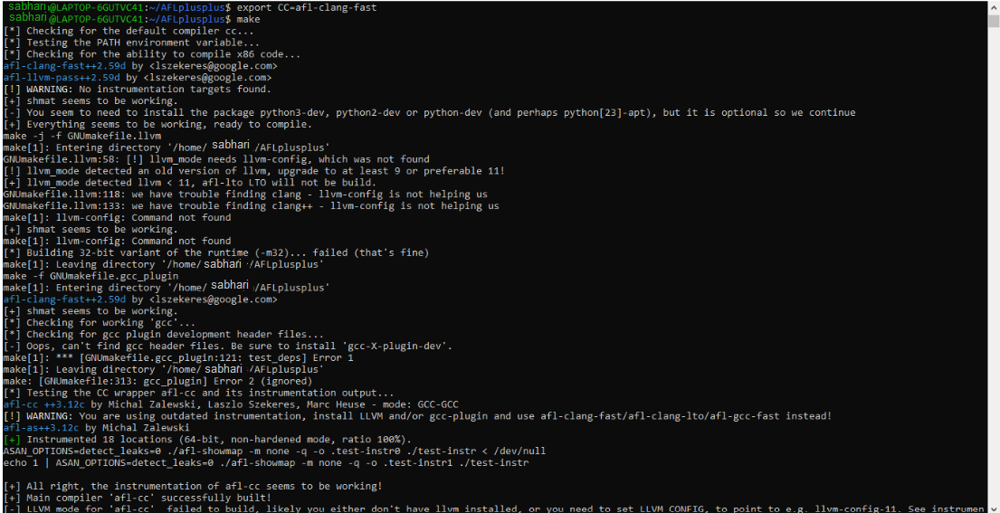 sabhari@LAPTOP-6GUTVC41:~/AFLplusplus$ export CC=afl-clang-fast
sabhari@LAPTOP-6GUTVC41:~/AFLplusplus$ make
[*] Checking for the default compiler cc...
[*] Testing the PATH environment variable...
[*] Checking for the ability to compile x86 code...
afl-clang-fast++2.59d by <lszekeres@google.com>
afl-llvm-pass++2.59d by <lszekeres@google.com>
[!] WARNING: No instrumentation targets found.
[+] shmat seems to be working.
[-] You seem to need to install the package python3-dev, python2-dev or python-dev (and perhaps python[23]-apt), but it is optional so we continue
[+] Everything seems to be working, ready to compile.
make -j -f GNUmakefile.llvm
make[1]: Entering directory '/home/ sabhari /AFLplusplus'
GNUmakefile.llvm:58: [!] llvm_mode needs llvm-config, which was not found
[!] llvm_mode detected an old version of llvm, upgrade to at least 9 or preferable 11!
[+] llvm_mode detected llvm < 11, afl-lto LTO will not be build.
GNUmakefile.llvm:118: we have trouble finding clang - llvm-config is not helping us
GNUmakefile.llvm:133: we have trouble finding clang++ - llvm-config is not helping us
make[1]: llvm-config: Command not found
[+] shmat seems to be working.
make[1]: llvm-config: Command not found
[*] Building 32-bit variant of the runtime (-m32)... failed (that's fine)
make[1]: Leaving directory '/home/ sabhari /AFLplusplus'
make -f GNUmakefile.gcc_plugin
make[1]: Entering directory '/home/ sabhari /AFLplusplus'
afl-clang-fast++2.59d by <lszekeres@google.com>
[+] shmat seems to be working.
[*] Checking for working 'gcc'...
[*] Checking for gcc plugin development header files...
[-] Oops, can't find gcc header files. Be sure to install 'gcc-X-plugin-dev'.
make[1]: *** [GNUmakefile.gcc_plugin:121: test_deps] Error 1
make[1]: Leaving directory '/home/ sabhari /AFLplusplus'
make: [GNUmakefile:313: gcc_plugin] Error 2 (ignored)
[*] Testing the CC wrapper afl-cc and its instrumentation output...
afl-cc ++3.12c by Michal Zalewski, Laszlo Szekeres, Marc Heuse - mode: GCC-GCC
[!] WARNING: You are using outdated instrumentation, install LLVM and/or gcc-plugin and use afl-clang-fast/afl-clang-lto/afl-gcc-fast instead!
afl-as++3.12c by Michal Zalewski
[+] Instrumented 18 locations (64-bit, non-hardened mode, ratio 100%).
ASAN_OPTIONS=detect_leaks=0 ./afl-showmap -m none -q -o .test-instr0 ./test-instr < /dev/null
echo 1 | ASAN_OPTIONS=detect_leaks=0 ./afl-showmap -m none -q -o .test-instr1 ./test-instr
[+] All right, the instrumentation of afl-cc seems to be working!
[+] Main compiler 'afl-cc' successfully built!
[-] LLVM mode for 'afl-cc'  failed to build, likely you either don't have llvm installed, or you need to set LLVM_CONFIG, to point to e.g. llvm-config-11. See instrumen